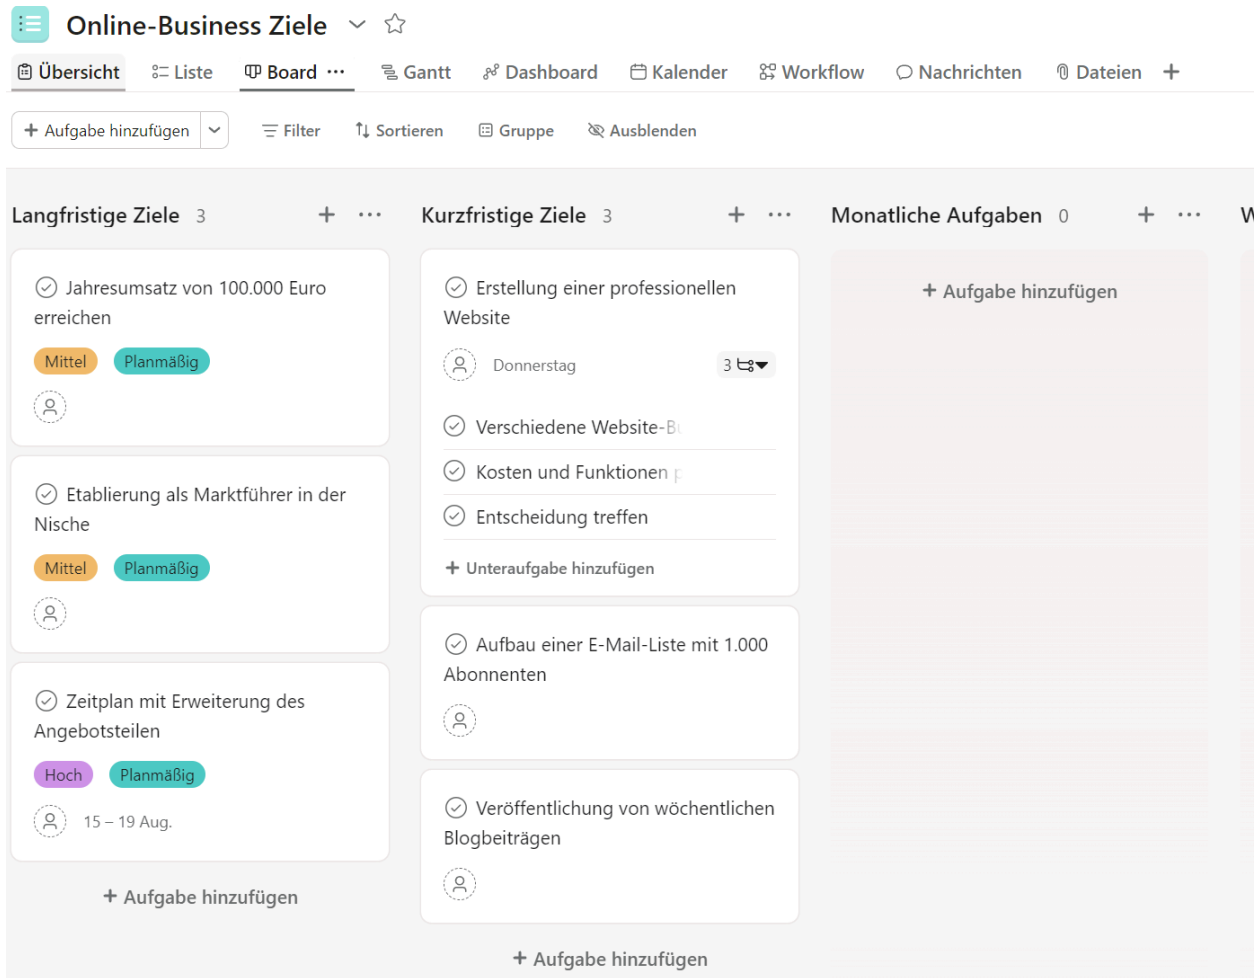 Online-Business Ziele
Übersicht Liste Board Gantt Dashboard Kalender Workflow Nachrichten Dateien
Aufgabe hinzufügen Filter Sortieren Gruppe Ausblenden
Langfristige Ziele 3
Jahresumsatz von 100.000 Euro
erreichen
Mittel Planmäßig
Etablierung als Marktführer in der
Nische
Mittel Planmäßig
Zeitplan mit Erweiterung des
Angebotsteilen
Hoch Planmäßig
15 – 19 Aug.
+ Aufgabe hinzufügen
Kurzfristige Ziele 3
Erstellung einer professionellen
Website
Donnerstag 3
Verschiedene Website-
Kosten und Funktionen
Entscheidung treffen
+ Unteraufgabe hinzufügen
Aufbau einer E-Mail-Liste mit 1.000
Abonnenten
Veröffentlichung von wöchentlichen
Blogbeiträgen
+ Aufgabe hinzufügen
Monatliche Aufgaben 0
+ Aufgabe hinzufügen